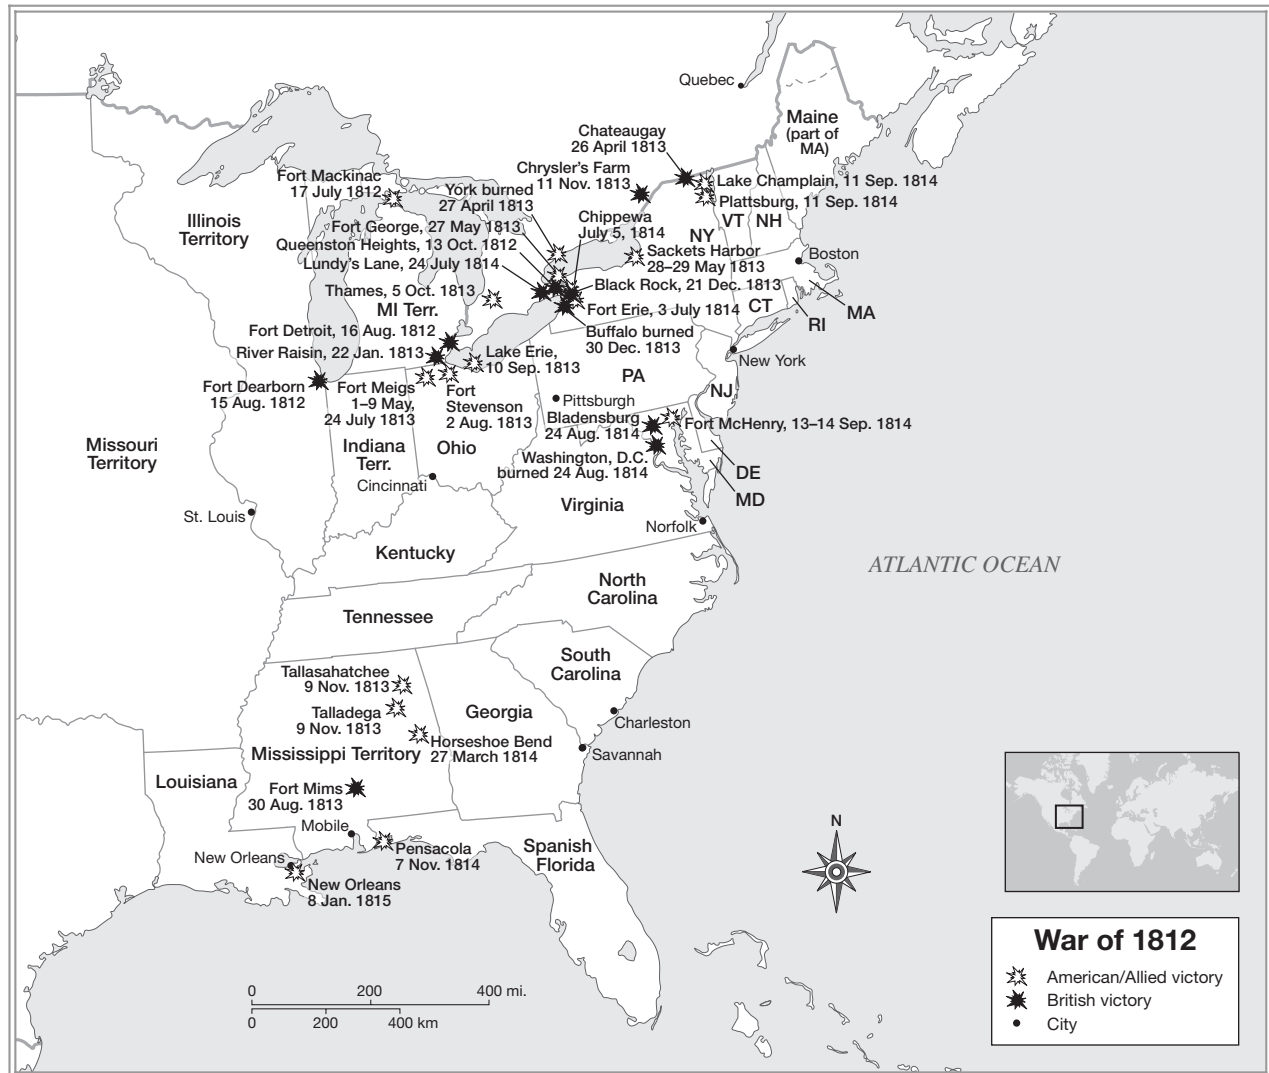 Quebec
Maine
(part of
MA)
Chateaugay
26 April 1813
Chrysler's Farm
11 Nov. 1813
Fort Mackinac
17 July 1812
York burned
27 April 1813
Lake Champlain, 11 Sep. 1814
Plattsburg, 11 Sep. 1814
Illinois
Territory
Fort George, 27 May 1813
Chippewa
July 5, 1814
VT
NH
NY
Queenston Heights, 13 Oct. 1812
Sackets Harbor
28–29 May 1813
Boston
Lundy's Lane, 24 July 1814
Black Rock, 21 Dec. 1813
Thames, 5 Oct. 1813
MI Terr.
Fort Erie, 3 July 1814
CT
RI
MA
Fort Detroit, 16 Aug. 1812
Buffalo burned
30 Dec. 1813
River Raisin, 22 Jan. 1813
Lake Erie,
10 Sep. 1813
New York
Fort Dearborn
15 Aug. 1812
Fort Meigs
1–9 May,
24 July 1813
Fort
Stevenson
2 Aug. 1813
PA
NJ
Pittsburgh
Bladensburg
24 Aug. 1814
Fort McHenry, 13–14 Sep. 1814
Missouri
Territory
Indiana
Terr.
Ohio
Washington, D.C.
burned 24 Aug. 1814
DE
MD
Cincinnati
St. Louis
Virginia
Norfolk
Kentucky
ATLANTIC OCEAN
North
Carolina
Tennessee
South
Carolina
Tallasahatchee
9 Nov. 1813
Talladega
9 Nov. 1813
Georgia
Charleston
Horseshoe Bend
27 March 1814
Mississippi Territory
Savannah
Louisiana
Fort Mims
30 Aug. 1813
Mobile
Pensacola
7 Nov. 1814
Spanish
Florida
New Orleans
New Orleans
8 Jan. 1815
N
0 200 400 mi.
0 200 400 km
War of 1812
American/Allied victory
British victory
City